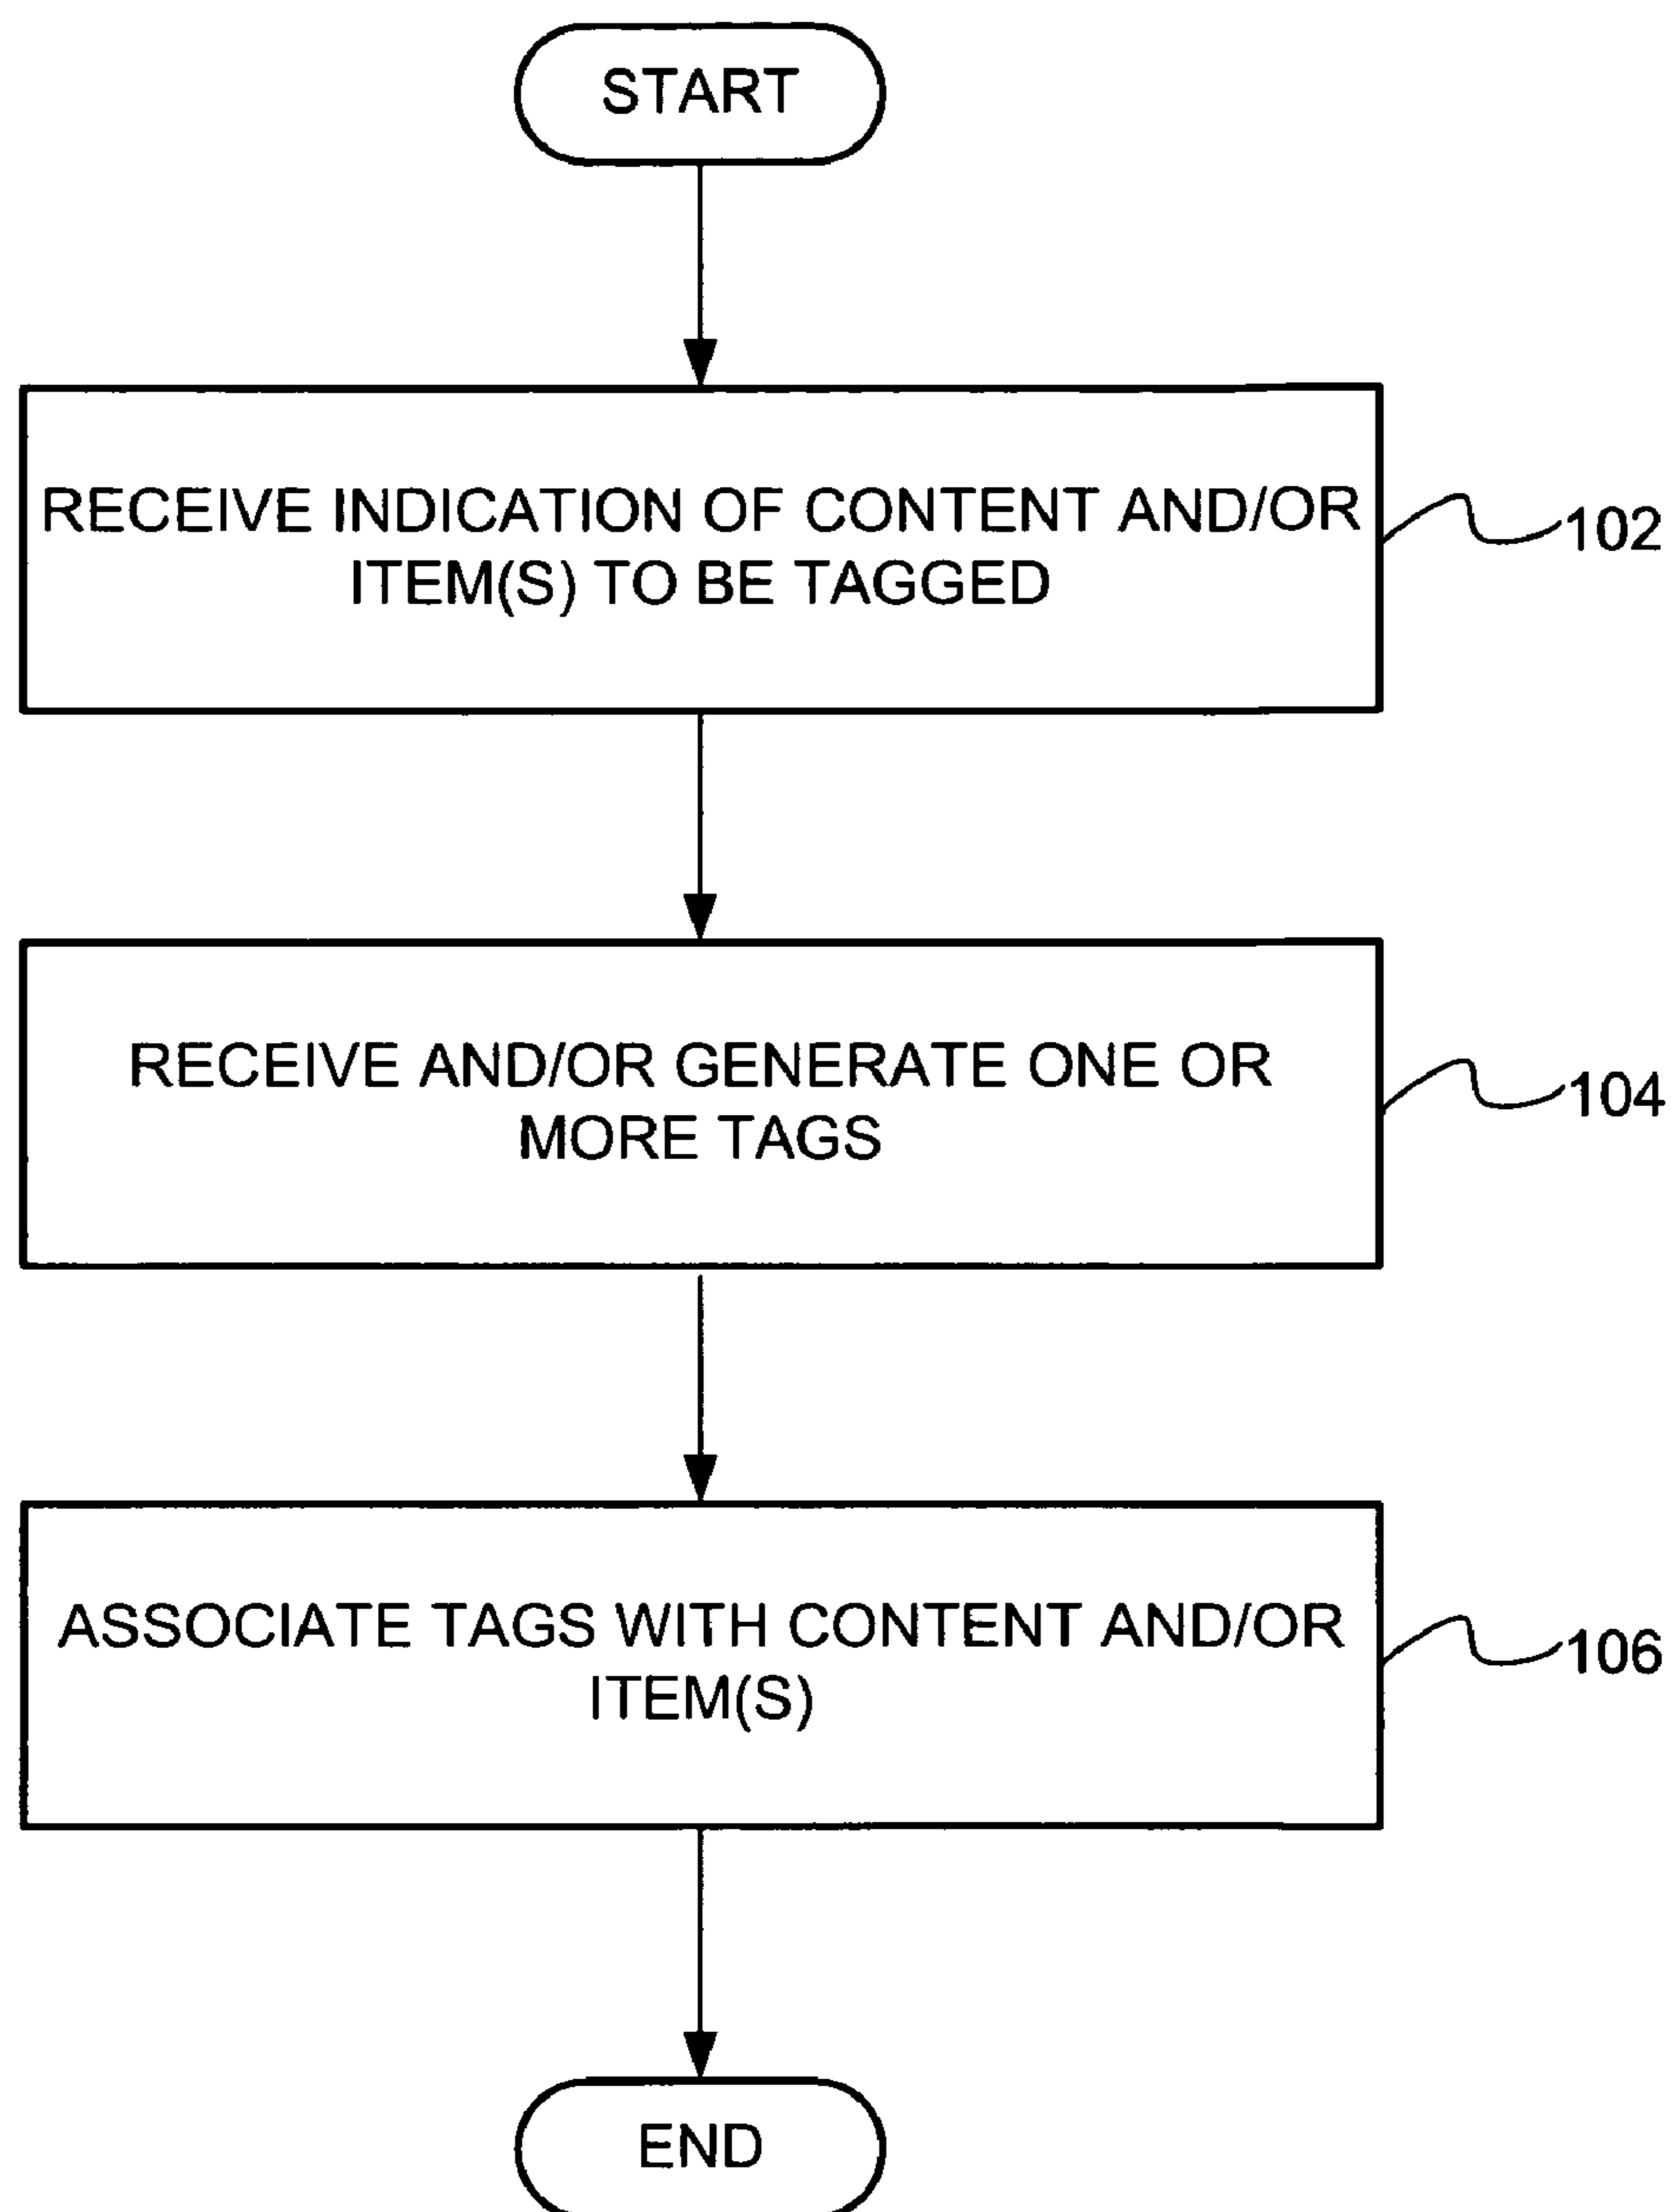 START
RECEIVE INDICATION OF CONTENT AND/OR
ITEM(S) TO BE TAGGED
102
RECEIVE AND/OR GENERATE ONE OR
MORE TAGS
104
ASSOCIATE TAGS WITH CONTENT AND/OR
ITEM(S)
106
END